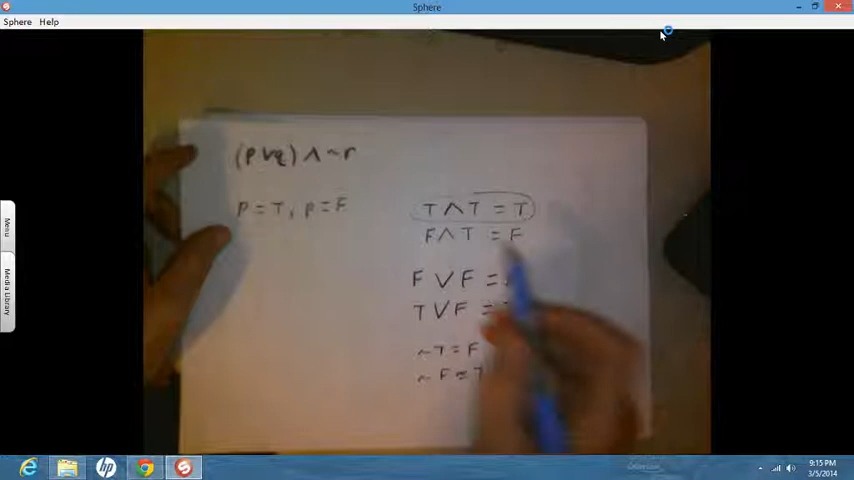 Sphere
Sphere Help
(p ∨ q) ∧ ~r
p = T, p = F
T ∧ T = T
F ∧ T = F
F ∨ F =
T ∨ F =
~T = F
~F = T
Menu
Media Library
9:15 PM
3/5/2014